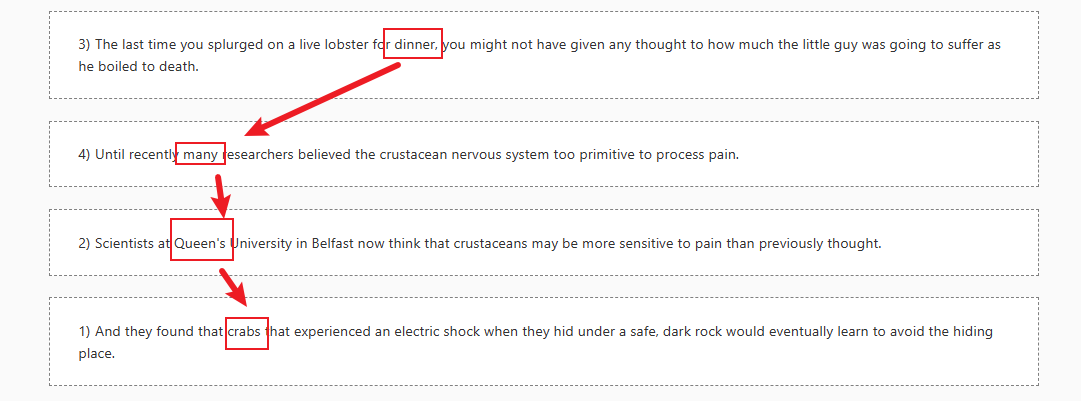 3) The last time you splurged on a live lobster for dinner, you might not have given any thought to how much the little guy was going to suffer as
he boiled to death.
4) Until recently many researchers believed the crustacean nervous system too primitive to process pain.
2) Scientists at Queen's University in Belfast now think that crustaceans may be more sensitive to pain than previously thought.
1) And they found that crabs that experienced an electric shock when they hid under a safe, dark rock would eventually learn to avoid the hiding
place.